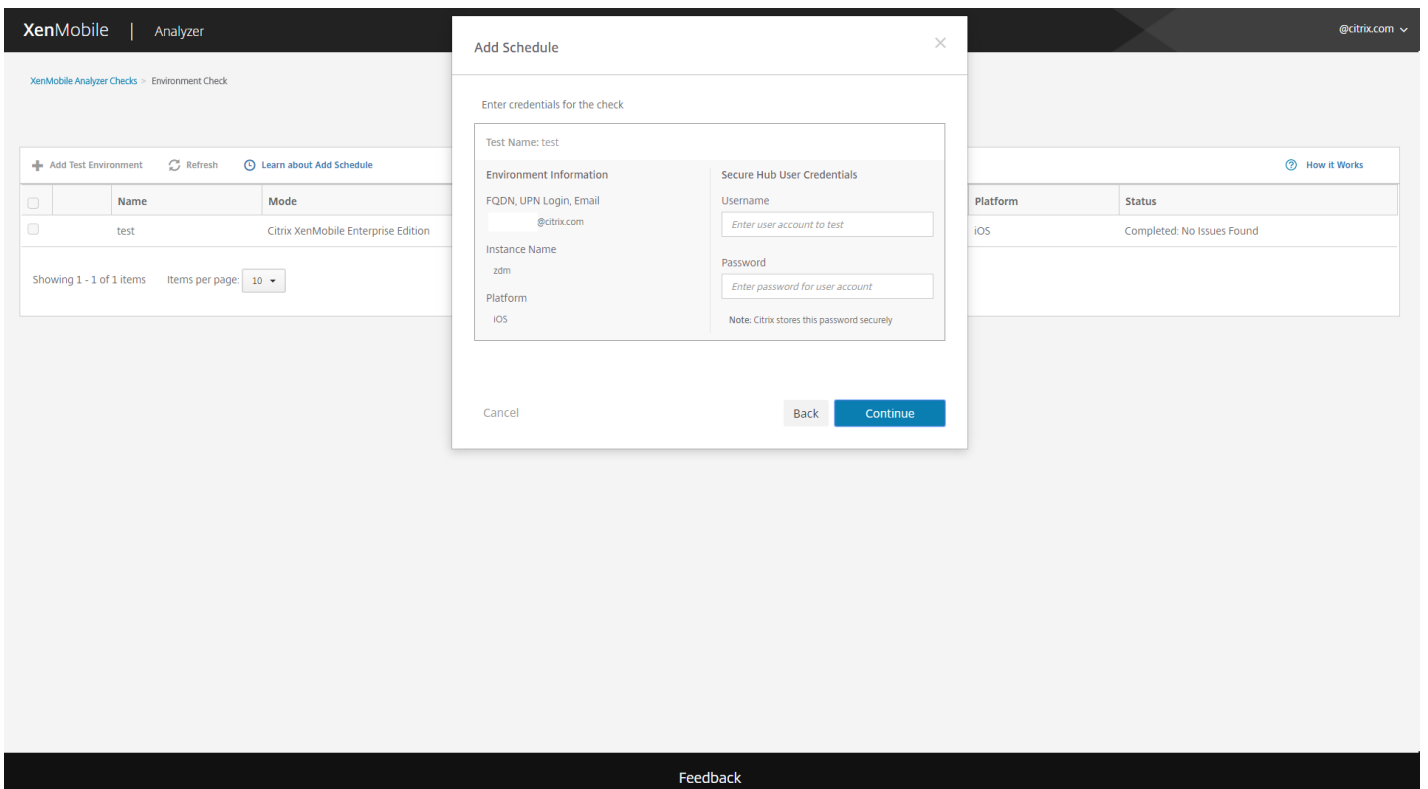 XenMobile | Analyzer
@citrix.com
XenMobile Analyzer Checks > Environment Check
Add Test Environment Refresh Learn about Add Schedule
How it Works
Name Mode Platform Status
test Citrix XenMobile Enterprise Edition iOS Completed: No Issues Found
Showing 1 - 1 of 1 items Items per page: 10
Add Schedule
Enter credentials for the check
Test Name: test
Environment Information
FQDN, UPN Login, Email
@citrix.com
Instance Name
zdm
Platform
iOS
Secure Hub User Credentials
Username
Enter user account to test
Password
Enter password for user account
Note: Citrix stores this password securely
Cancel
Back
Continue
Feedback